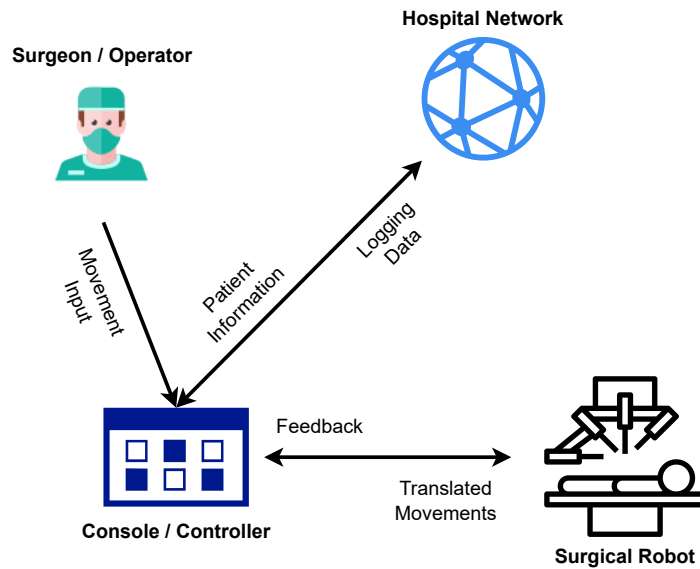 Hospital Network
Surgeon / Operator
Movement
Input
Patient
Information
Logging
Data
Feedback
Translated
Movements
Console / Controller
Surgical Robot